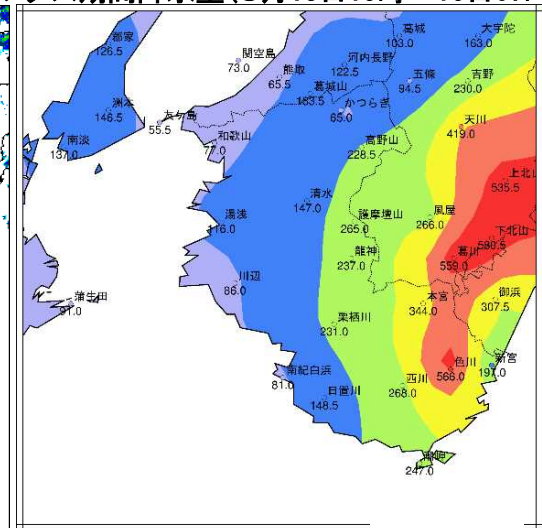 郡家
126.5
関空島
73.0
葛城
103.0
大宇陀
163.0
熊取
65.5
河内長野
122.5
五條
94.5
吉野
230.0
葛城山
183.5
かつらぎ
65.0
洲本
146.5
友ケ島
55.5
天川
419.0
南淡
137.0
和歌山
77.0
高野山
228.5
上北山
535.5
清水
147.0
湯浅
116.0
護摩壇山
265.0
風屋
266.0
下北山
龍神
237.0
葛川
559.0
川辺
86.0
蒲生田
91.0
本宮
344.0
御浜
307.5
栗栖川
231.0
色川
566.0
新宮
197.0
南紀白浜
81.0
日置川
148.5
西川
268.0
潮岬
247.0